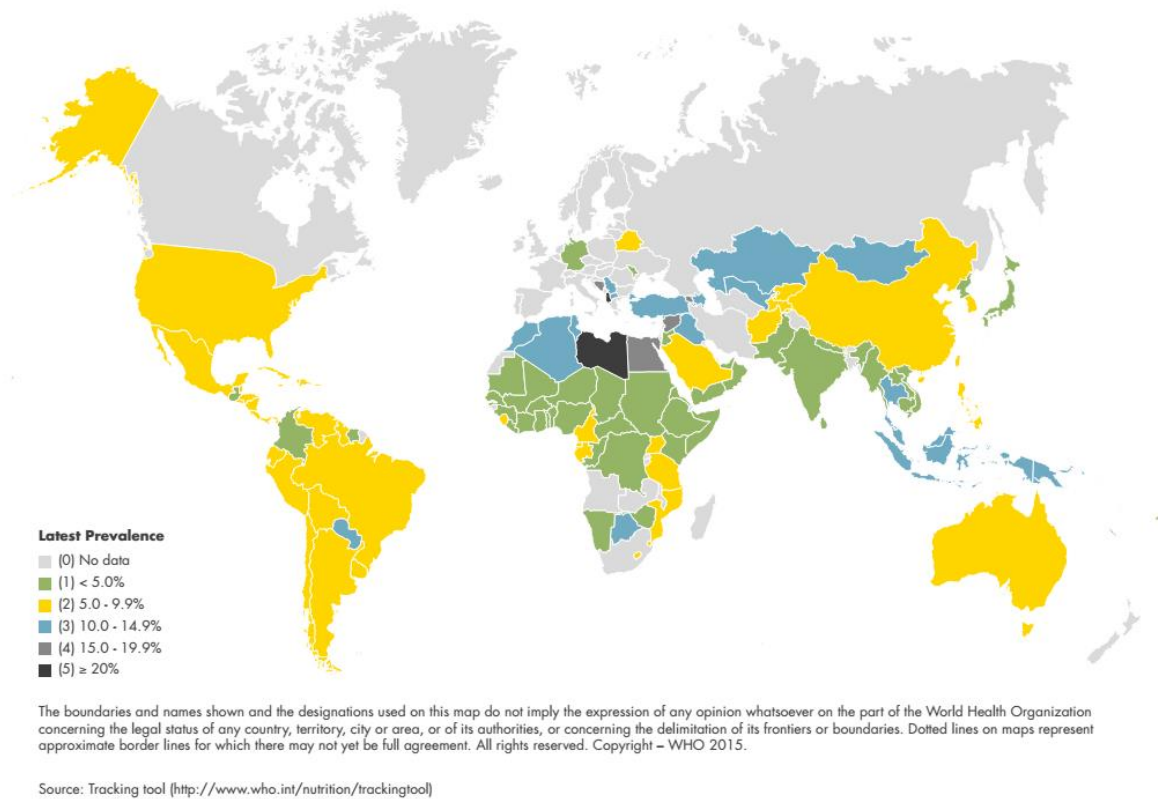 Latest Prevalence
(0) No data
(1) < 5.0%
(2) 5.0 - 9.9%
(3) 10.0 - 14.9%
(4) 15.0 - 19.9%
(5) ≥ 20%
The boundaries and names shown and the designations used on this map do not imply the expression of any opinion whatsoever on the part of the World Health Organization
concerning the legal status of any country, territory, city or area, or of its authorities, or concerning the delimitation of its frontiers or boundaries. Dotted lines on maps represent
approximate border lines for which there may not yet be full agreement. All rights reserved. Copyright – WHO 2015.
Source: Tracking tool (http://www.who.int/nutrition/trackingtool)